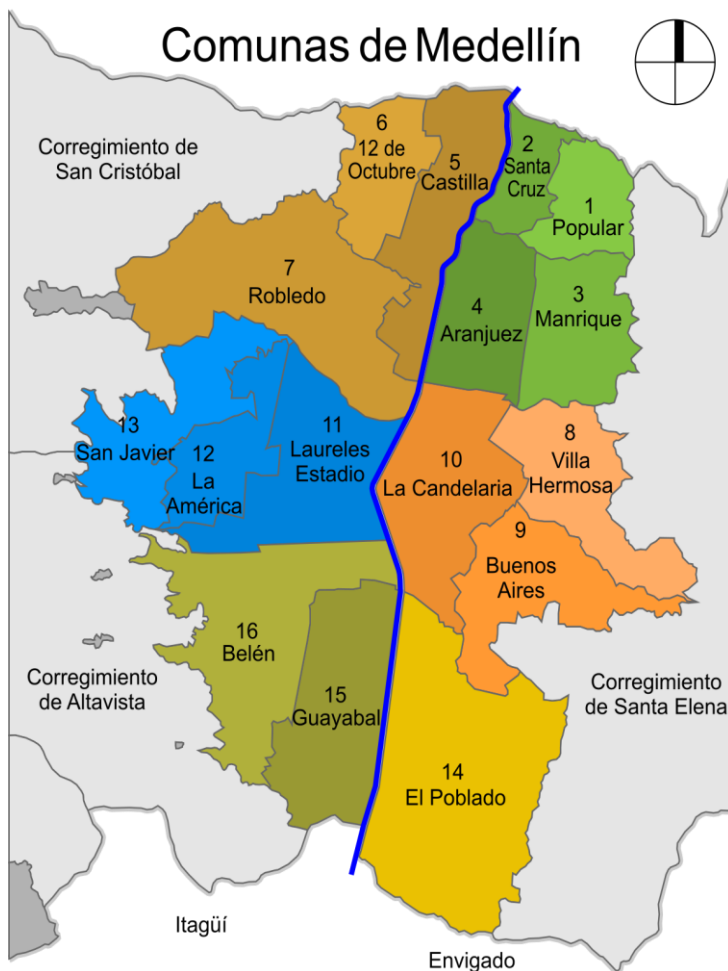 Comunas de Medellín
Corregimiento de
San Cristóbal
6
12 de
Octubre
5
Castilla
2
Santa
Cruz
1
Popular
7
Robledo
4
Aranjuez
3
Manrique
13
San Javier
12
La
América
11
Laureles
Estadio
10
La Candelaria
8
Villa
Hermosa
9
Buenos
Aires
16
Belén
15
Guayabal
14
El Poblado
Corregimiento
de Altavista
Corregimiento
de Santa Elena
Itagüí
Envigado